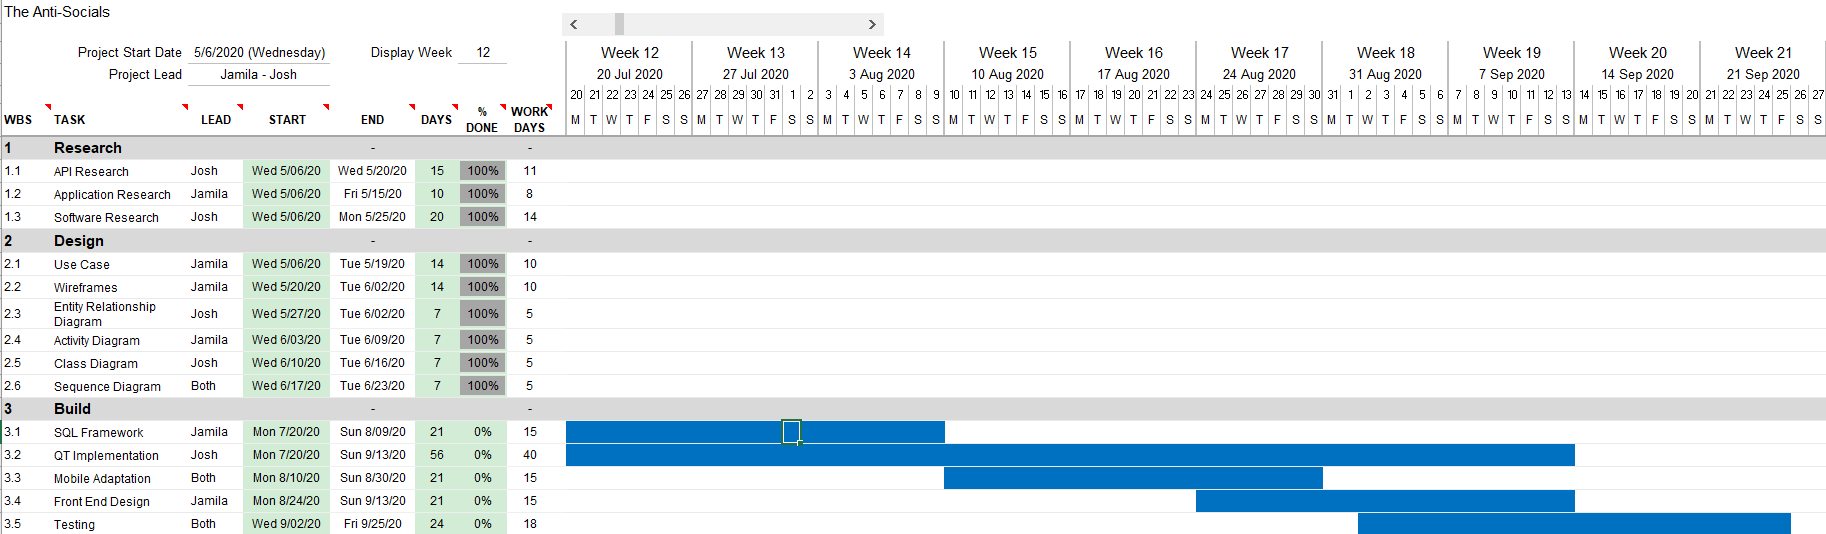 The Anti-Socials
Project Start Date 5/6/2020 (Wednesday) Display Week 12
Project Lead Jamila - Josh
Week 12 Week 13 Week 14 Week 15 Week 16 Week 17 Week 18 Week 19 Week 20 Week 21
20 Jul 2020 27 Jul 2020 3 Aug 2020 10 Aug 2020 17 Aug 2020 24 Aug 2020 31 Aug 2020 7 Sep 2020 14 Sep 2020 21 Sep 2020
20 21 22 23 24 25 26 27 28 29 30 31 1 2 3 4 5 6 7 8 9 10 11 12 13 14 15 16 17 18 19 20 21 22 23 24 25 26 27 28 29 30 31 1 2 3 4 5 6 7 8 9 10 11 12 13 14 15 16 17 18 19 20 21 22 23 24 25 26 27
WBS TASK LEAD START END DAYS % DONE WORK DAYS
M T W T F S S M T W T F S S M T W T F S S M T W T F S S M T W T F S S M T W T F S S M T W T F S S M T W T F S S M T W T F S S M T W T F S S
1 Research - -
1.1 API Research Josh Wed 5/06/20 Wed 5/20/20 15 100% 11
1.2 Application Research Jamila Wed 5/06/20 Fri 5/15/20 10 100% 8
1.3 Software Research Josh Wed 5/06/20 Mon 5/25/20 20 100% 14
2 Design - -
2.1 Use Case Jamila Wed 5/06/20 Tue 5/19/20 14 100% 10
2.2 Wireframes Jamila Wed 5/20/20 Tue 6/02/20 14 100% 10
2.3 Entity Relationship Diagram Josh Wed 5/27/20 Tue 6/02/20 7 100% 5
2.4 Activity Diagram Jamila Wed 6/03/20 Tue 6/09/20 7 100% 5
2.5 Class Diagram Josh Wed 6/10/20 Tue 6/16/20 7 100% 5
2.6 Sequence Diagram Both Wed 6/17/20 Tue 6/23/20 7 100% 5
3 Build - -
3.1 SQL Framework Jamila Mon 7/20/20 Sun 8/09/20 21 0% 15
3.2 QT Implementation Josh Mon 7/20/20 Sun 9/13/20 56 0% 40
3.3 Mobile Adaptation Both Mon 8/10/20 Sun 8/30/20 21 0% 15
3.4 Front End Design Jamila Mon 8/24/20 Sun 9/13/20 21 0% 15
3.5 Testing Both Wed 9/02/20 Fri 9/25/20 24 0% 18